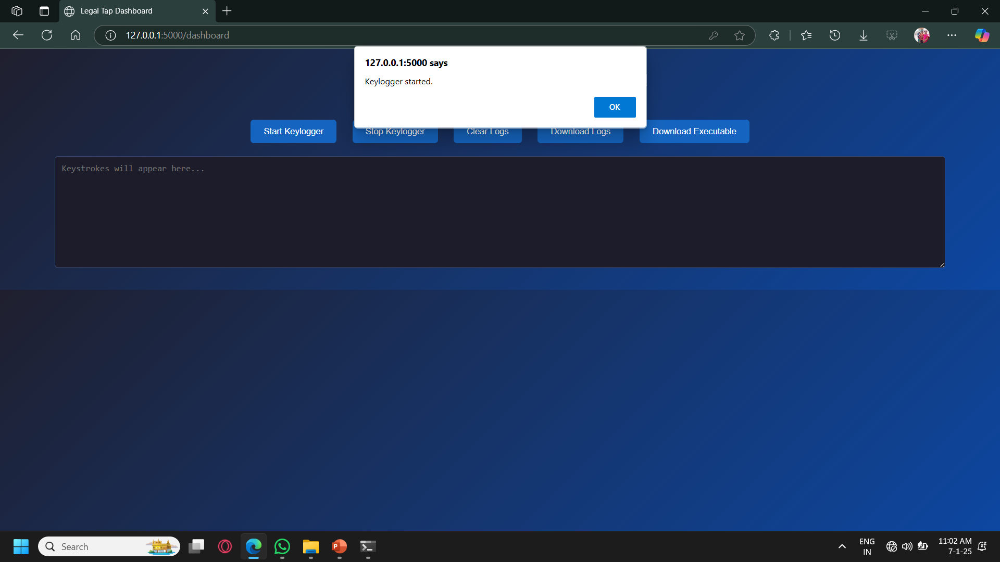 Legal Tap Dashboard
127.0.0.1:5000/dashboard
127.0.0.1:5000 says
Keylogger started.
OK
Start Keylogger
Stop Keylogger
Clear Logs
Download Logs
Download Executable
Keystrokes will appear here...
Search
P
ENG
IN
11:02 AM
7-1-25